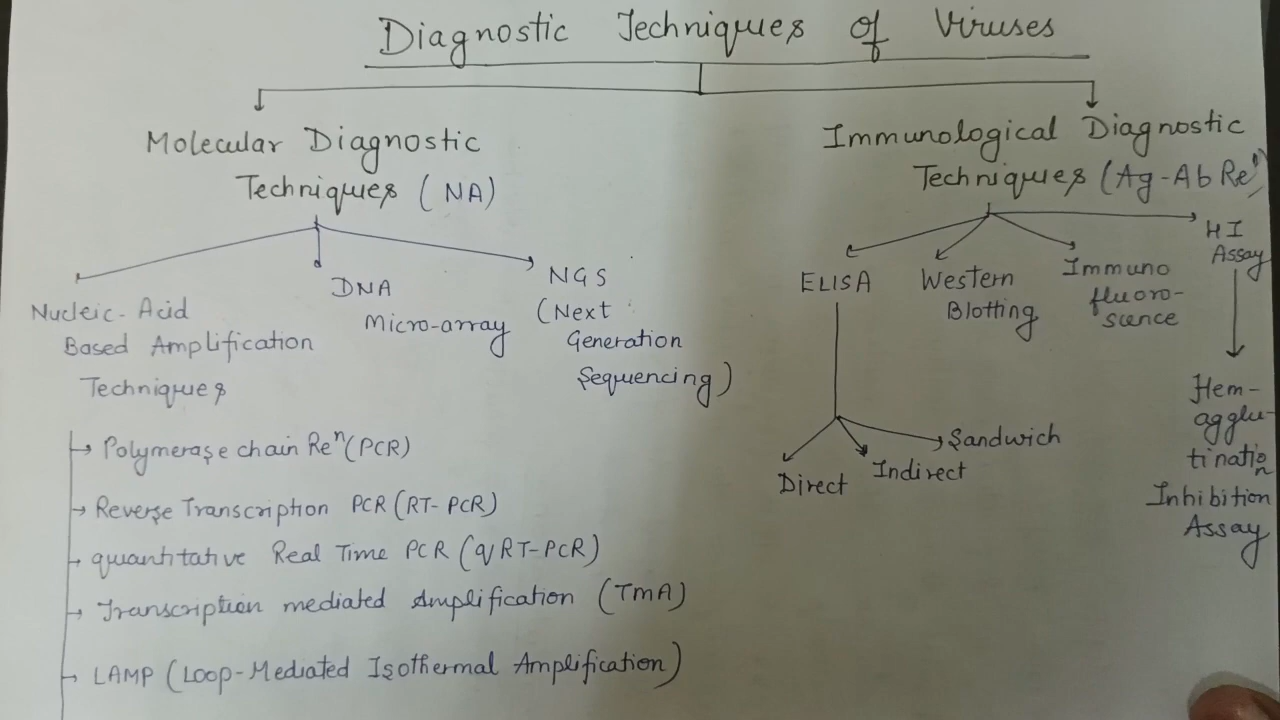 Diagnostic Techniques of Viruses
Molecular Diagnostic
Techniques (NA)
Nucleic-Acid
Based Amplification
Techniques
DNA
Micro-array
NGS
(Next
Generation
Sequencing)
→ Polymerase chain Reⁿ (PCR)
→ Reverse Transcription PCR (RT-PCR)
→ quantitative Real Time PCR (qRT-PCR)
→ Transcription mediated Amplification (TmA)
→ LAMP (Loop-Mediated Isothermal Amplification)
Immunological Diagnostic
Techniques (Ag-Ab Reⁿ)
ELISA
Western
Blotting
Immuno
fluoro-
scence
HI
Assay
Direct
Indirect
Sandwich
Hem-
agglu-
tination
Inhibition
Assay